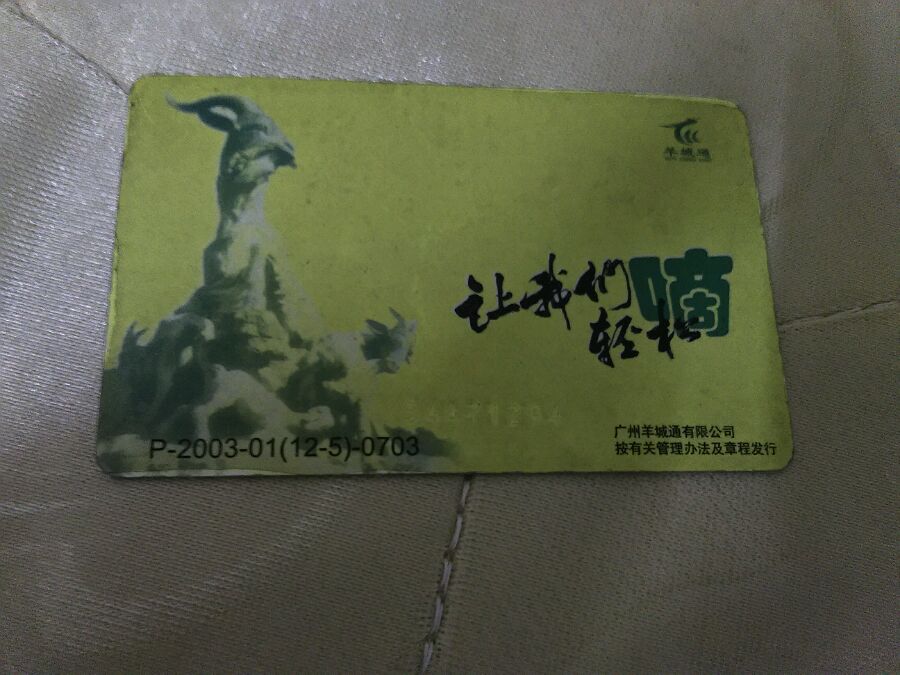 羊城通
让我们
轻松
嘀
P-2003-01(12-5)-0703
广州羊城通有限公司
按有关管理办法及章程发行